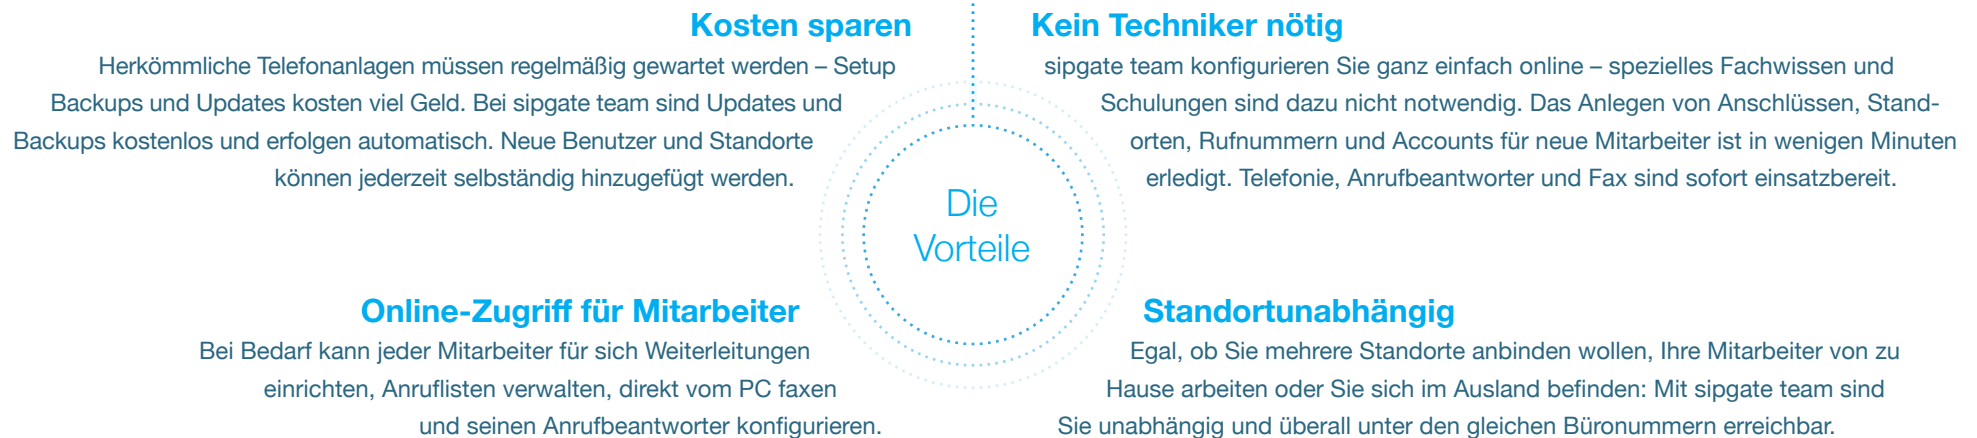 Kosten sparen
Herkömmliche Telefonanlagen müssen regelmäßig gewartet werden – Setup
Backups und Updates kosten viel Geld. Bei sipgate team sind Updates und
Backups kostenlos und erfolgen automatisch. Neue Benutzer und Standorte
können jederzeit selbständig hinzugefügt werden.
Kein Techniker nötig
sipgate team konfigurieren Sie ganz einfach online – spezielles Fachwissen und
Schulungen sind dazu nicht notwendig. Das Anlegen von Anschlüssen, Stand-
orten, Rufnummern und Accounts für neue Mitarbeiter ist in wenigen Minuten
erledigt. Telefonie, Anrufbeantworter und Fax sind sofort einsatzbereit.
Die
Vorteile
Online-Zugriff für Mitarbeiter
Bei Bedarf kann jeder Mitarbeiter für sich Weiterleitungen
einrichten, Anruflisten verwalten, direkt vom PC faxen
und seinen Anrufbeantworter konfigurieren.
Standortunabhängig
Egal, ob Sie mehrere Standorte anbinden wollen, Ihre Mitarbeiter von zu
Hause arbeiten oder Sie sich im Ausland befinden: Mit sipgate team sind
Sie unabhängig und überall unter den gleichen Büronummern erreichbar.